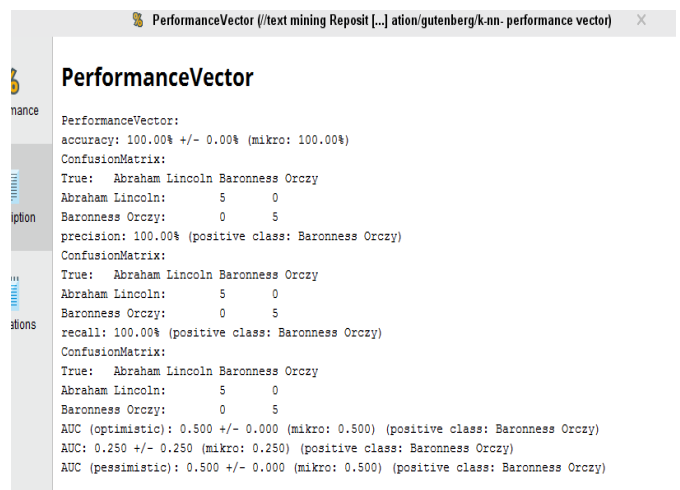 PerformanceVector (//text mining Reposit [...] ation/gutenberg/k-nn- performance vector) X
%
mance
iption
ations
PerformanceVector
PerformanceVector:
accuracy: 100.00% +/- 0.00% (mikro: 100.00%)
ConfusionMatrix:
True: Abraham Lincoln Baronness Orczy
Abraham Lincoln: 5 0
Baronness Orczy: 0 5
precision: 100.00% (positive class: Baronness Orczy)
ConfusionMatrix:
True: Abraham Lincoln Baronness Orczy
Abraham Lincoln: 5 0
Baronness Orczy: 0 5
recall: 100.00% (positive class: Baronness Orczy)
ConfusionMatrix:
True: Abraham Lincoln Baronness Orczy
Abraham Lincoln: 5 0
Baronness Orczy: 0 5
AUC (optimistic): 0.500 +/- 0.000 (mikro: 0.500) (positive class: Baronness Orczy)
AUC: 0.250 +/- 0.250 (mikro: 0.250) (positive class: Baronness Orczy)
AUC (pessimistic): 0.500 +/- 0.000 (mikro: 0.500) (positive class: Baronness Orczy)